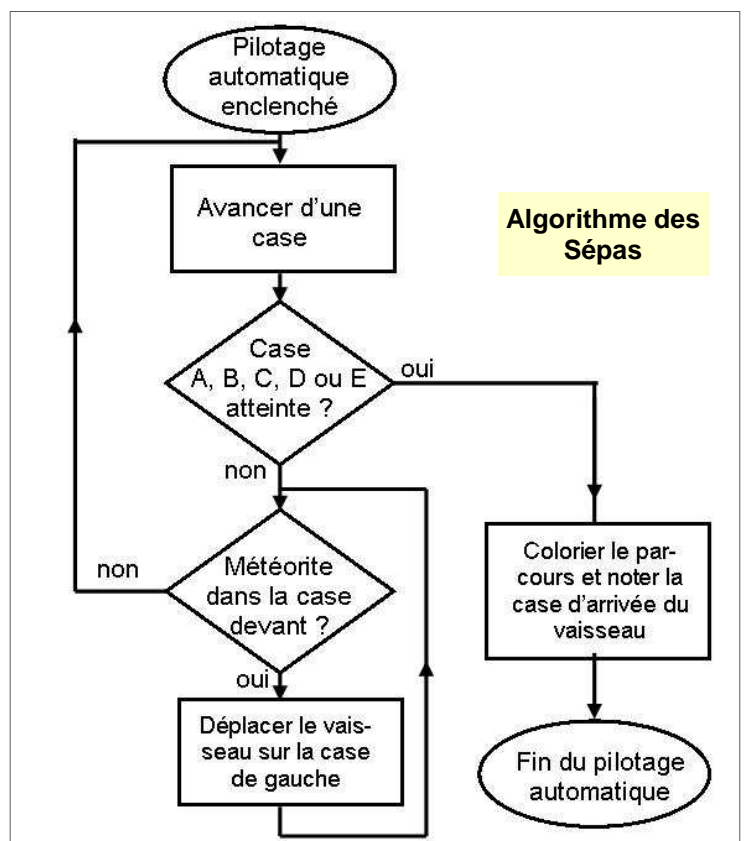 Pilotage
automatique
enclenché
Avancer d'une
case
Algorithme des
Sépas
Case
A, B, C, D ou E
atteinte ?
oui
non
Météorite
dans la case
devant ?
non
oui
Déplacer le vais-
seau sur la case
de gauche
Colorier le par-
cours et noter la
case d'arrivée du
vaisseau
Fin du pilotage
automatique